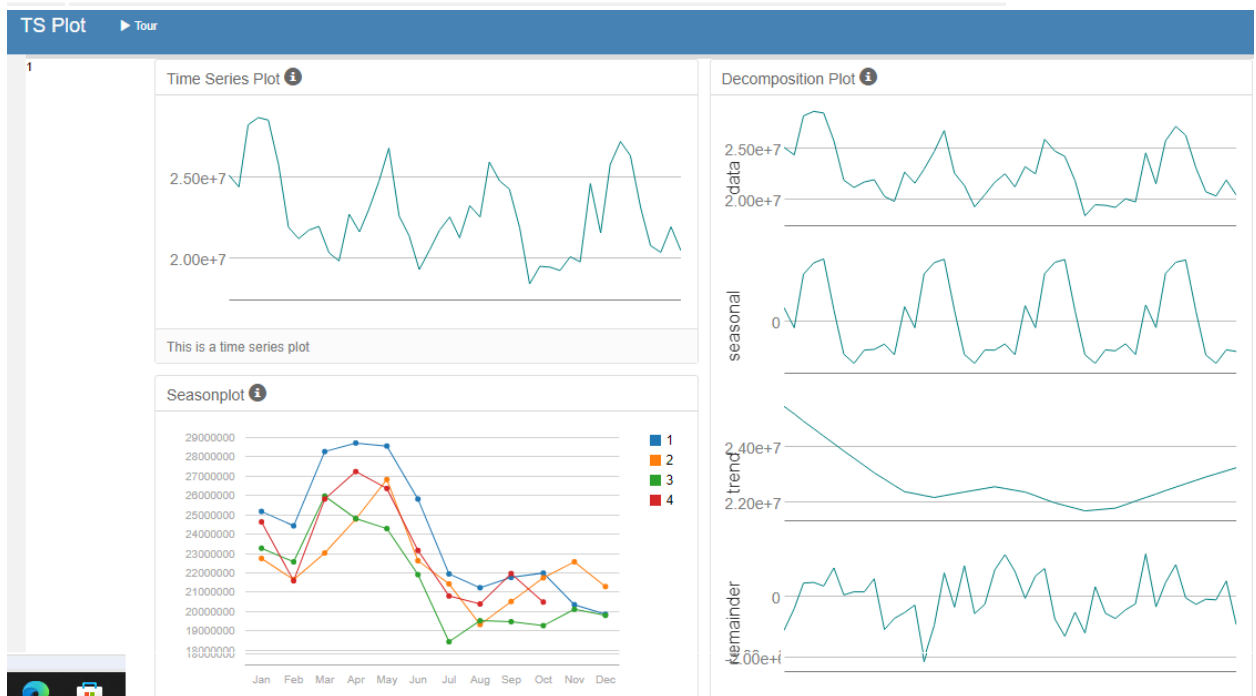 TS Plot Tour
1
Time Series Plot
2.50e+7
2.00e+7
This is a time series plot
Seasonplot
29000000
28000000
27000000
26000000
25000000
24000000
23000000
22000000
21000000
20000000
19000000
18000000
Jan Feb Mar Apr May Jun Jul Aug Sep Oct Nov Dec
1
2
3
4
Decomposition Plot
2.50e+7
data
2.00e+7
0
seasonal
2.40e+7
trend
2.20e+7
0
remainder